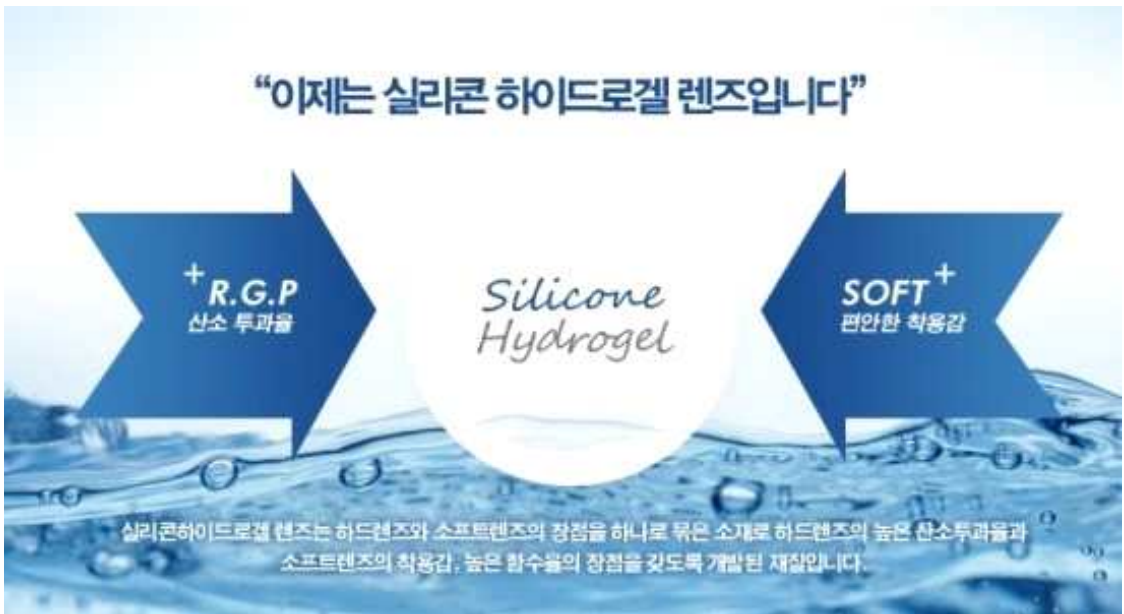 “이제는 실리콘 하이드로겔 렌즈입니다”
+R.G.P
산소 투과율
Silicone
Hydrogel
SOFT+
편안한 착용감
실리콘하이드로겔 렌즈는 하드렌즈와 소프트렌즈의 장점을 하나로 묶은 소재로 하드렌즈의 높은 산소투과율과
소프트렌즈의 착용감, 높은 함수율의 장점을 갖도록 개발된 재질입니다.